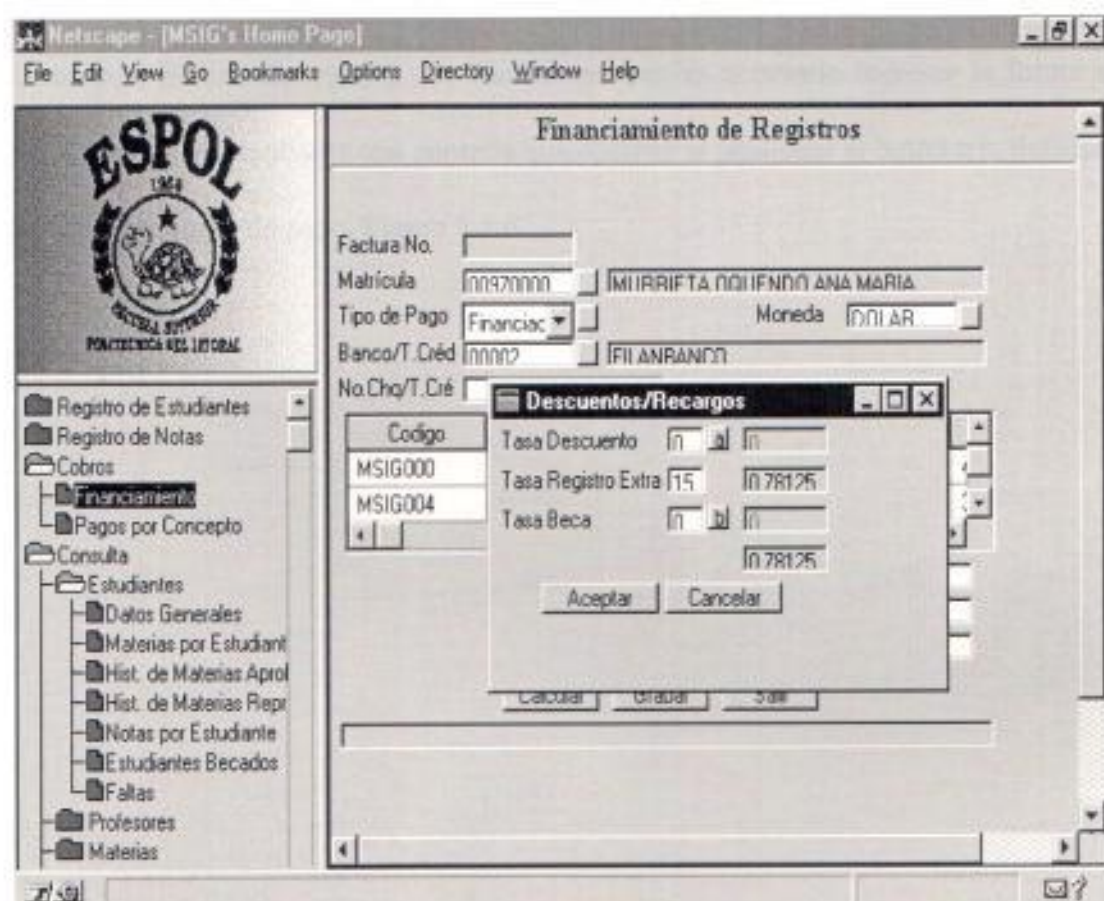 Netscape - [MSIG's Home Page]
File Edit View Go Bookmarks Options Directory Window Help
ESPOL
ESCUELA SUPERIOR
POLITECNICA DEL LITORAL
Registro de Estudiantes
Registro de Notas
Cobros
Financiamiento
Pagos por Concepto
Consulta
Estudiantes
Datos Generales
Materias por Estudiant
Hist. de Materias Aprol
Hist. de Materias Repr
Notas por Estudiante
Estudiantes Becados
Faltas
Profesores
Materias
Financiamiento de Registros
Factura No.
Matrícula 00970000 MURRIETA OQUENDO ANA MARIA
Tipo de Pago Financiac Moneda DOLAR
Banco/T.Créd 00002 FILANBANCO
No.Chq/T.Cré
Codigo
MSIG000
MSIG004
Descuentos/Recargos
Tasa Descuento 0 a 0
Tasa Registro Extra 15 0.78125
Tasa Beca 0 b 0
0.78125
Aceptar Cancelar
Calcular Grabar Salir